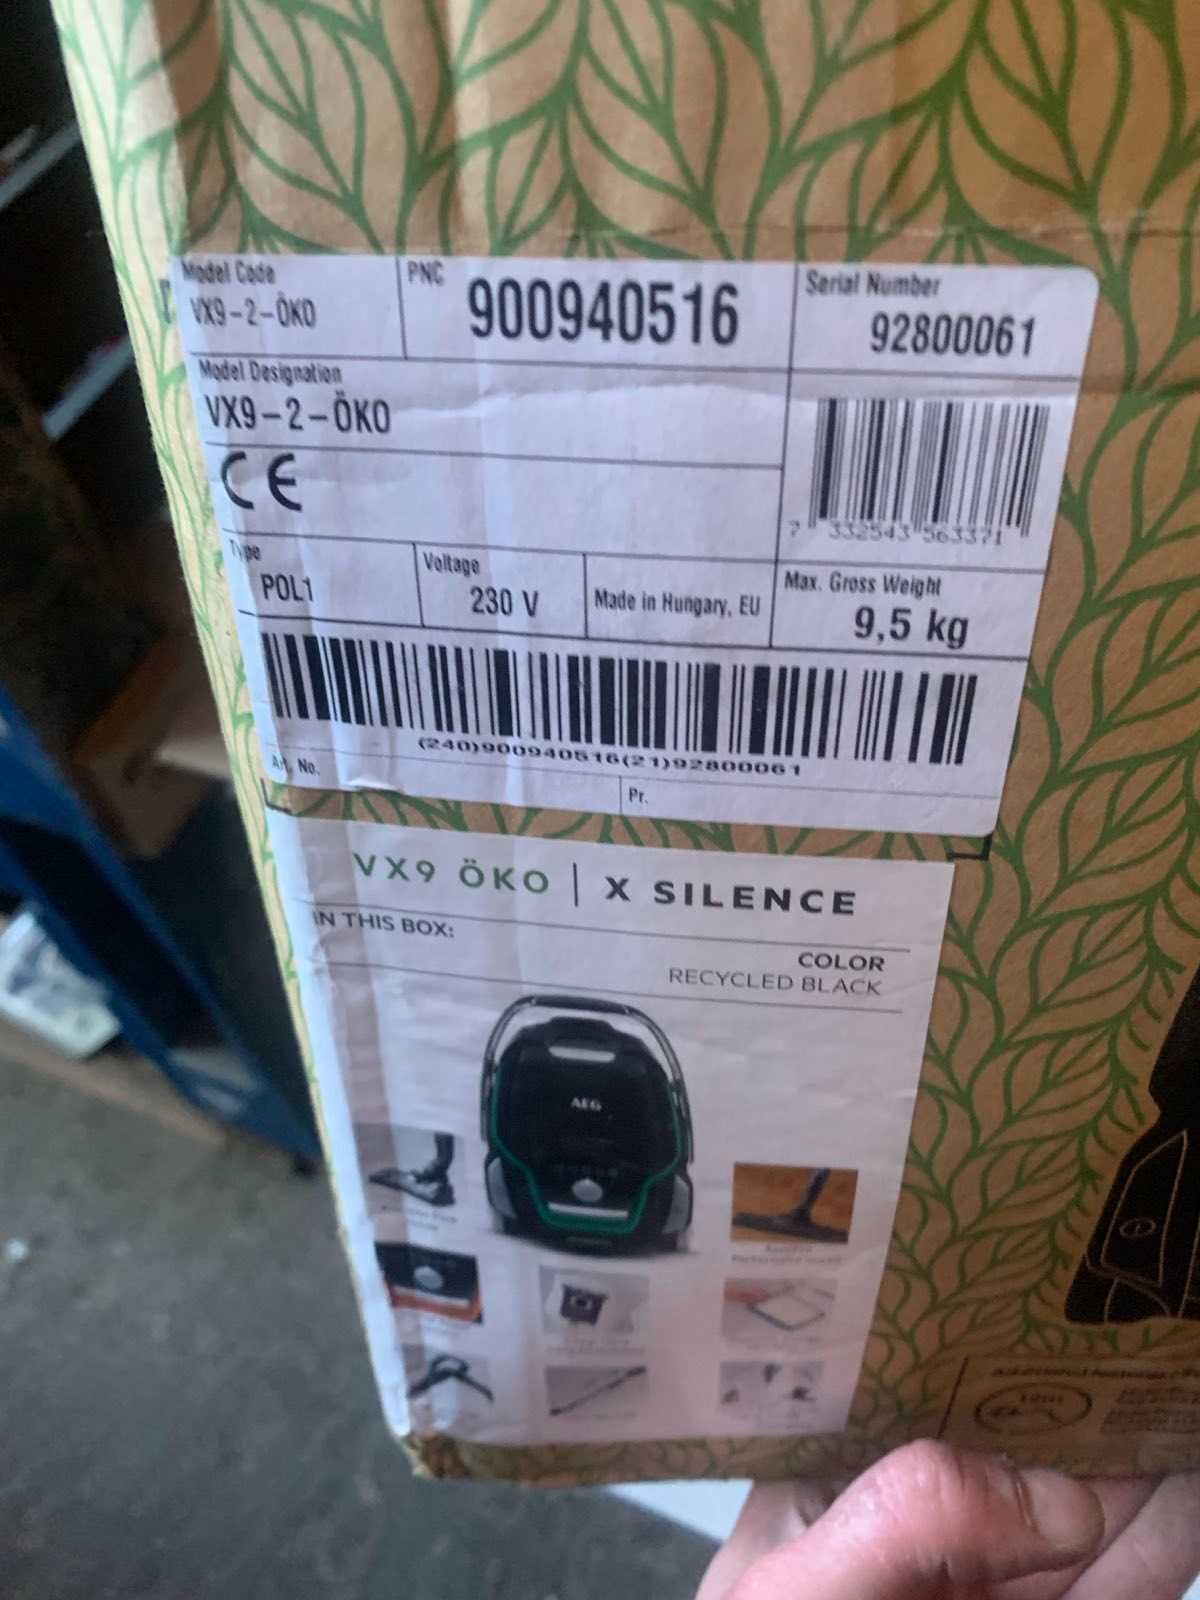 Model Code
VX9-2-ÖKO
PNC
900940516
Serial Number
92800061
Model Designation
VX9-2-ÖKO
CE
7 332543 563371
Type
POL1
Voltage
230 V
Made in Hungary, EU
Max. Gross Weight
9,5 kg
(240)900940516(21)92800061
Art. No.
Pr.
VX9 ÖKO | X SILENCE
IN THIS BOX:
COLOR
RECYCLED BLACK
AEG